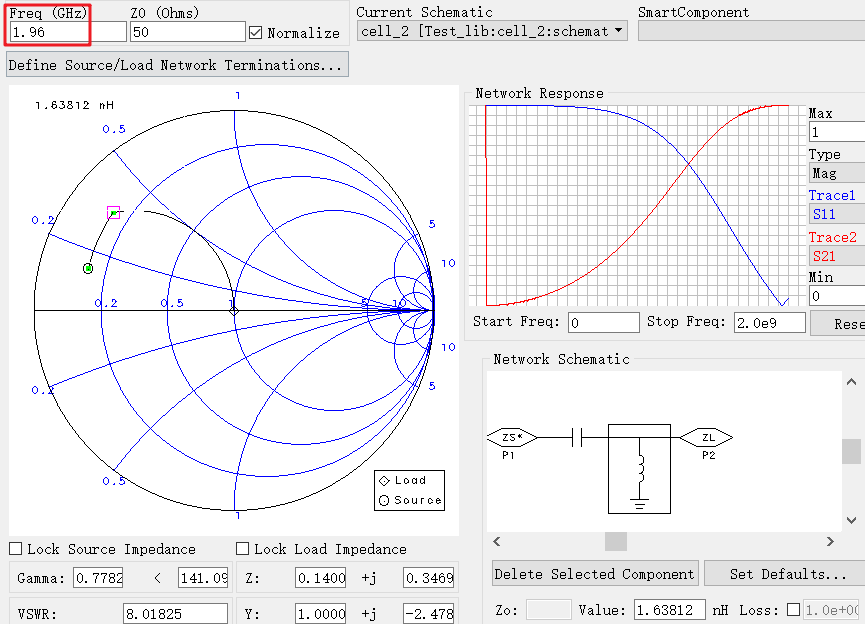 Freq (GHz)
Z0 (Ohms)
1.96
50
Normalize
Current Schematic
cell_2 [Test_lib:cell_2:schemat
SmartComponent
Define Source/Load Network Terminations...
1.63812 nH
1
0.5
0.2
5
10
0.2
0.5
1
5
10
10
0.2
5
0.5
1
Load
Source
Network Response
Max
1
Type
Mag
Trace1
S11
Trace2
S21
Min
0
Start Freq:
0
Stop Freq:
2.0e9
Rese
Network Schematic
ZS*
P1
ZL
P2
Lock Source Impedance
Lock Load Impedance
Gamma:
0.7782
<
141.09
Z:
0.1400
+j
0.3469
VSWR:
8.01825
Y:
1.0000
+j
-2.478
Delete Selected Component
Set Defaults...
Zo:
Value:
1.63812
nH
Loss:
1.0e+00